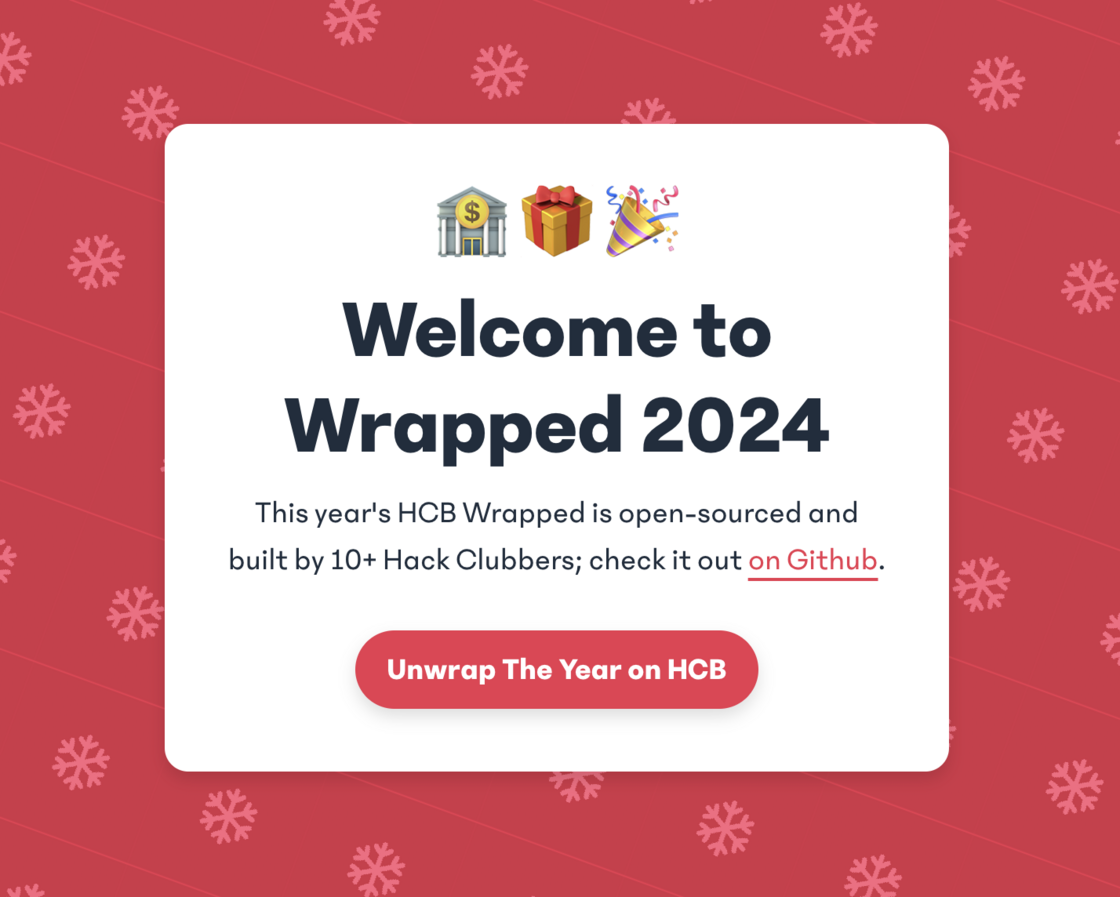 Welcome to
Wrapped 2024
This year's HCB Wrapped is open-sourced and
built by 10+ Hack Clubbers; check it out on Github.
Unwrap The Year on HCB